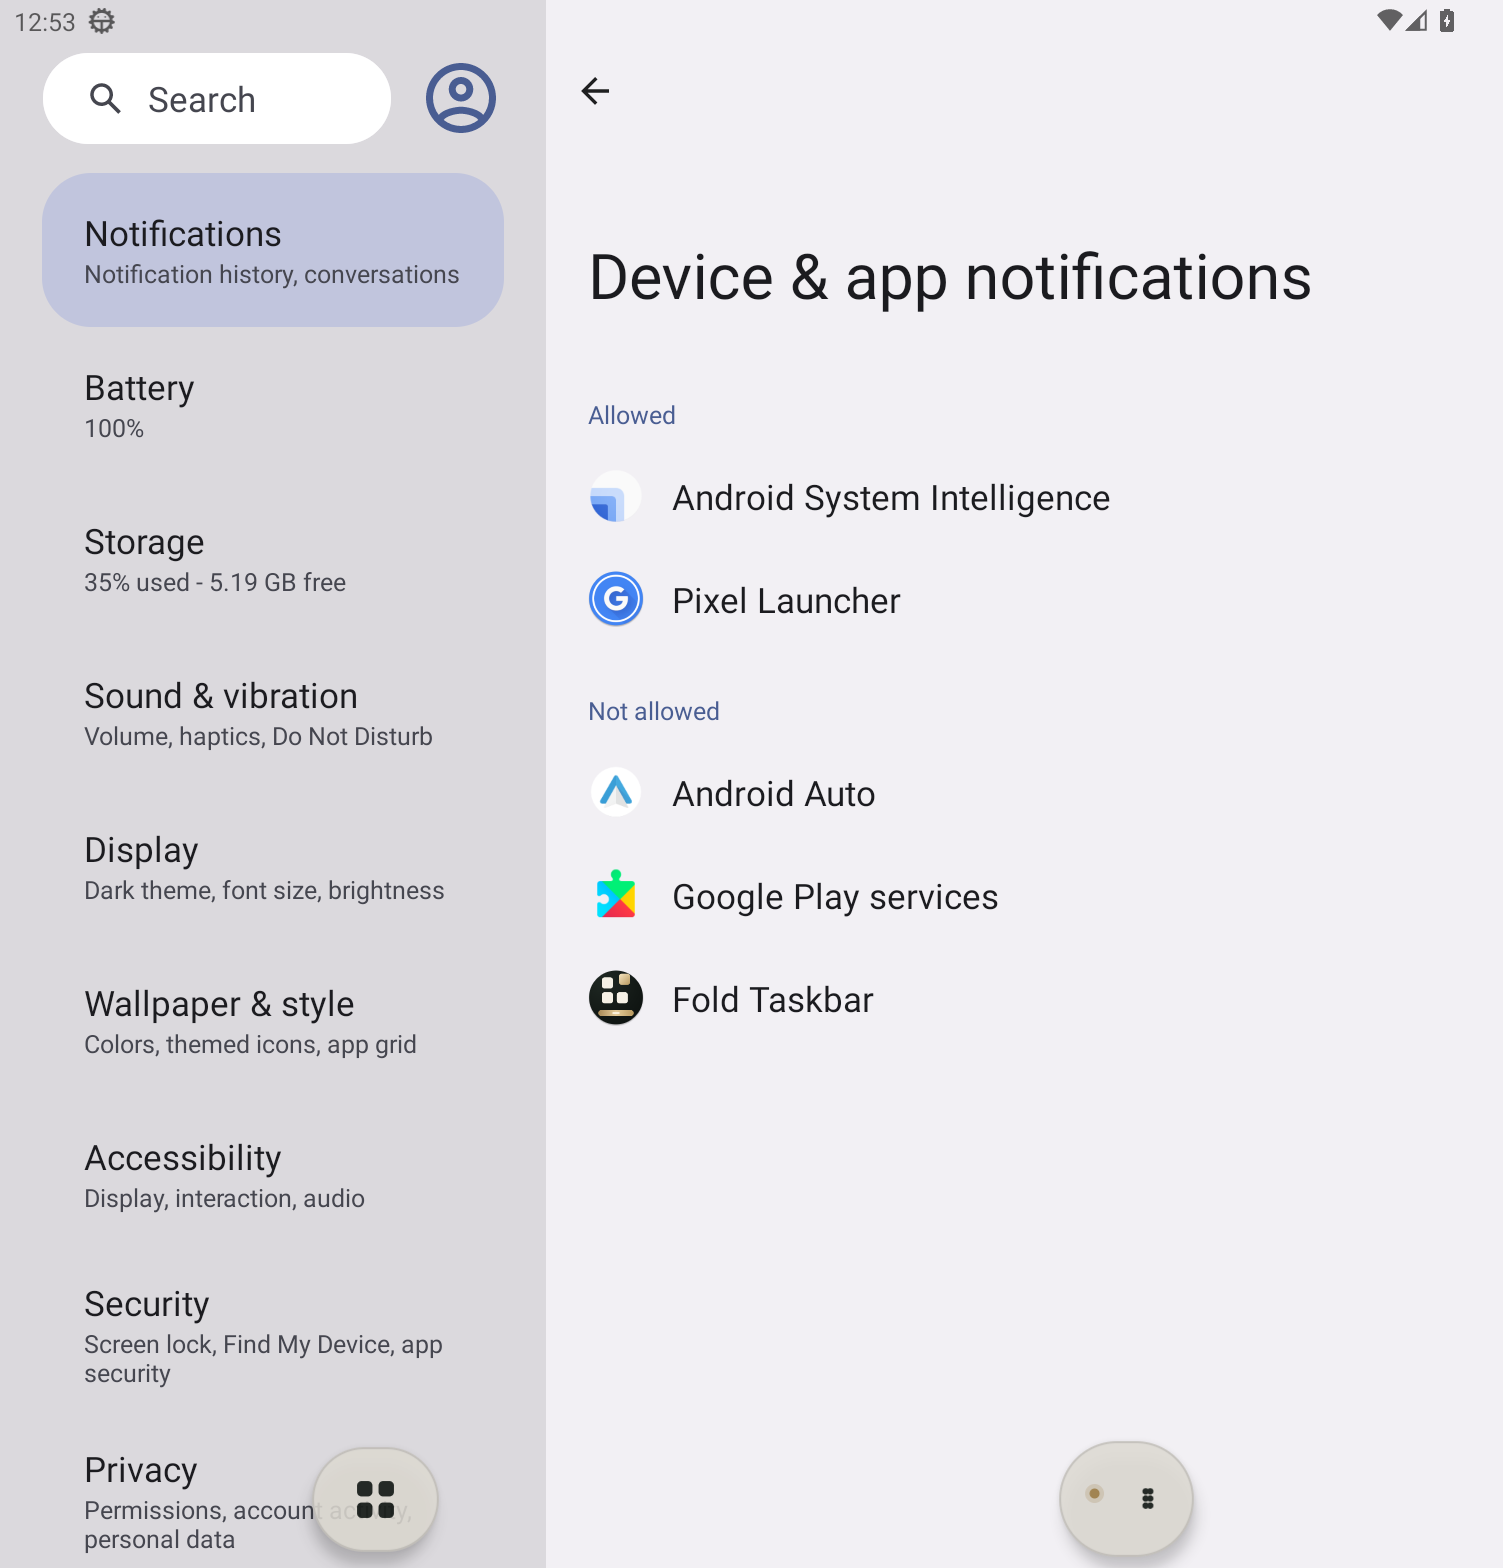 12:53
Search
Notifications
Notification history, conversations
Battery
100%
Storage
35% used - 5.19 GB free
Sound & vibration
Volume, haptics, Do Not Disturb
Display
Dark theme, font size, brightness
Wallpaper & style
Colors, themed icons, app grid
Accessibility
Display, interaction, audio
Security
Screen lock, Find My Device, app
security
Privacy
Permissions, account activity,
personal data
Device & app notifications
Allowed
Android System Intelligence
Pixel Launcher
Not allowed
Android Auto
Google Play services
Fold Taskbar